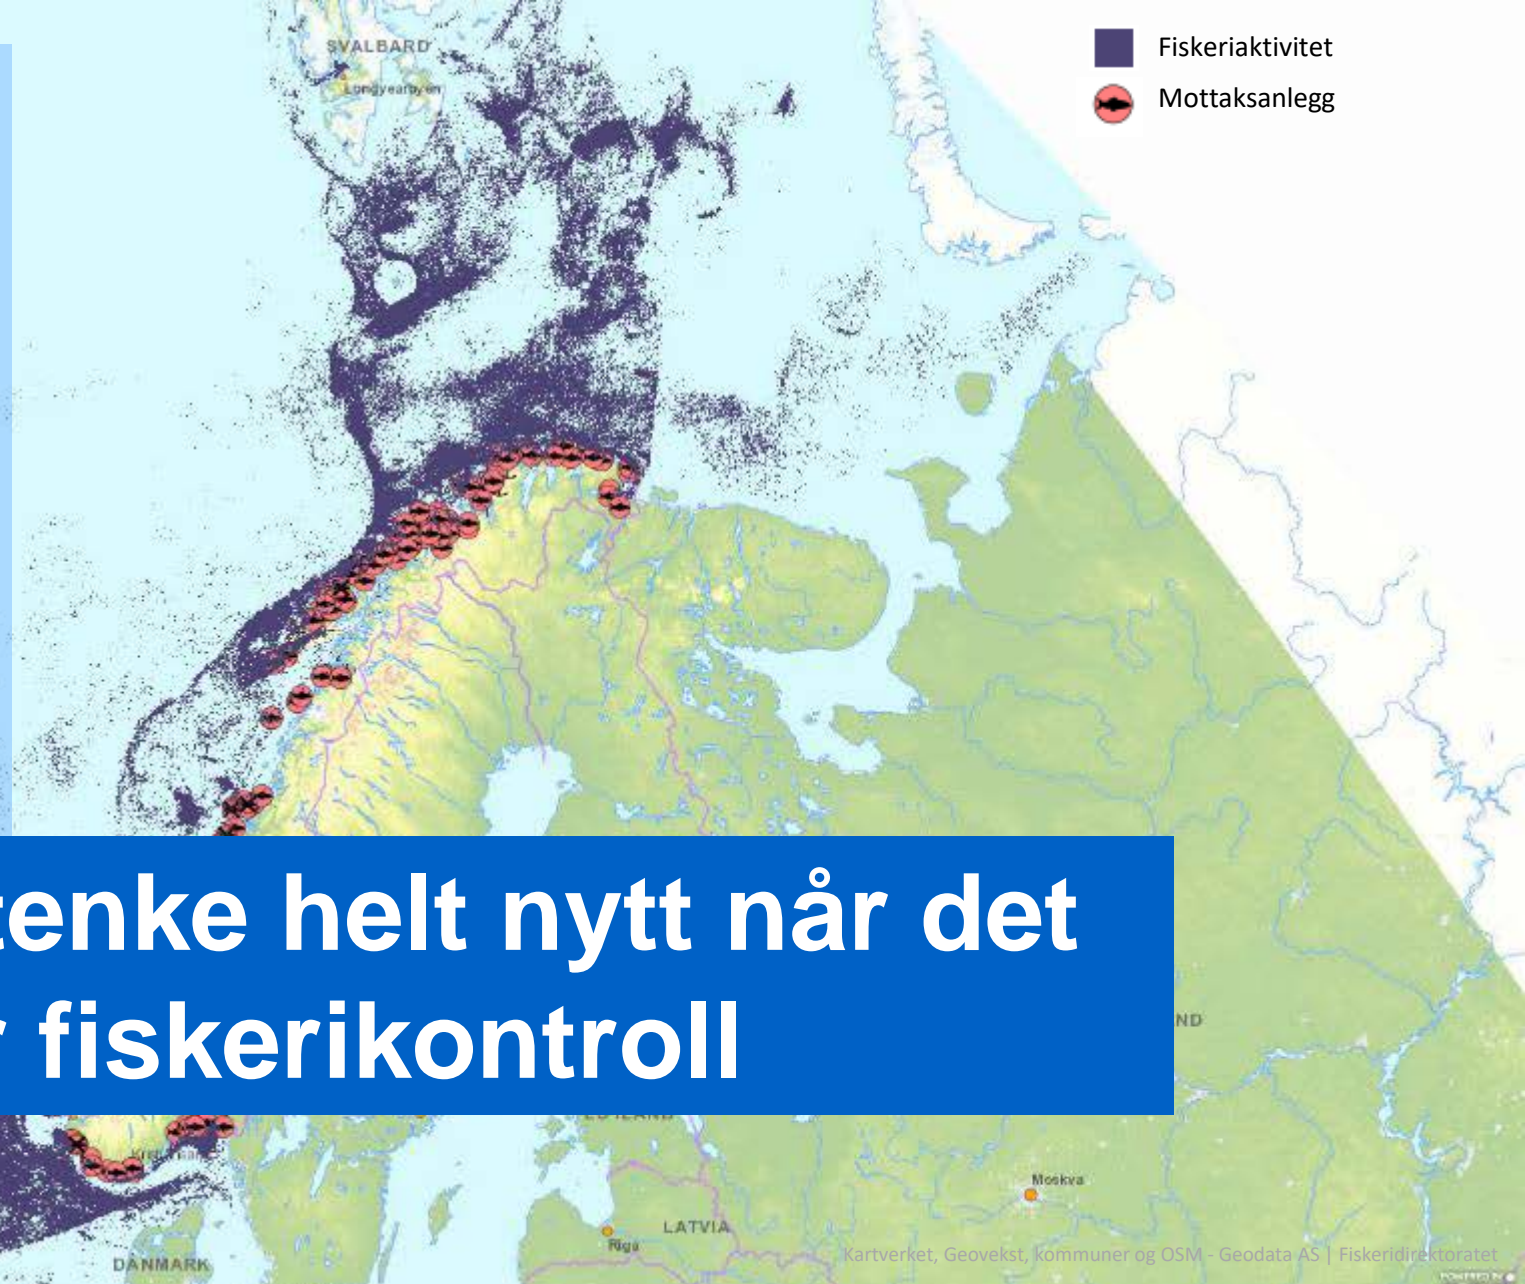 SVALBARD
Longyearbyen
Fiskeriaktivitet
Mottaksanlegg
tenke helt nytt når det
r fiskerikontroll
Moskva
LATVIA
Riga
DANMARK
Kartverket, Geovekst, kommuner og OSM - Geodata AS | Fiskeridirektoratet